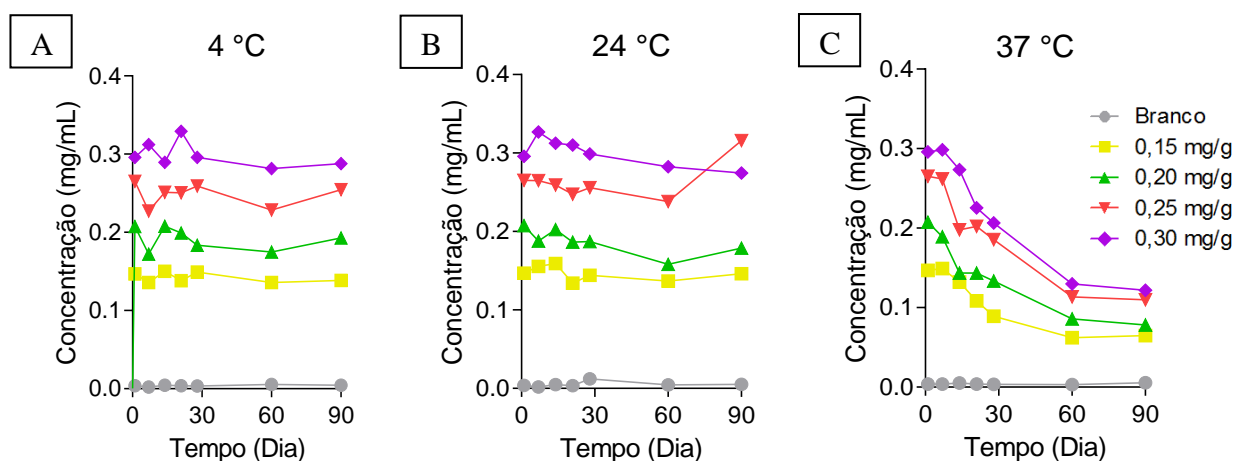 A
4 °C
Concentração (mg/mL)
0.4
0.3
0.2
0.1
0.0
0
30
60
90
Tempo (Dia)
B
24 °C
Concentração (mg/mL)
0.4
0.3
0.2
0.1
0.0
0
30
60
90
Tempo (Dia)
C
37 °C
Concentração (mg/mL)
0.4
0.3
0.2
0.1
0.0
0
30
60
90
Tempo (Dia)
Branco
0,15 mg/g
0,20 mg/g
0,25 mg/g
0,30 mg/g